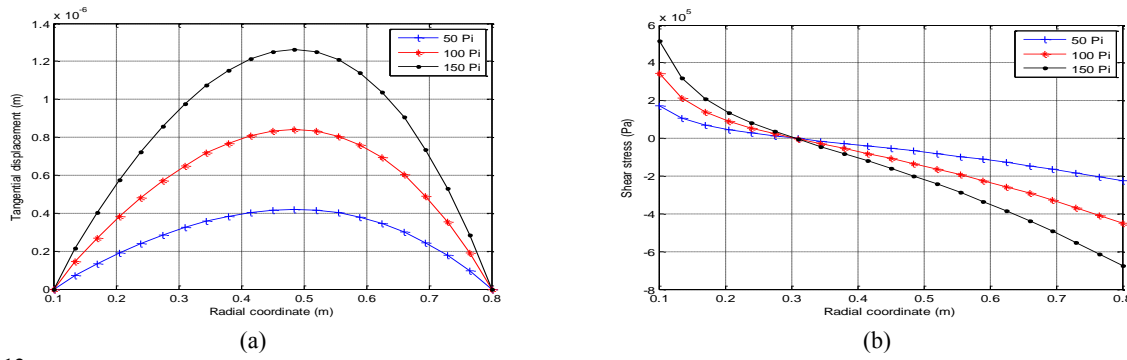 × 10⁻⁶
1.4
1.2
1
0.8
0.6
0.4
0.2
0
Tangential displacement (m)
50 Pi
100 Pi
150 Pi
0.1 0.2 0.3 0.4 0.5 0.6 0.7 0.8
Radial coordinate (m)
(a)
× 10⁵
6
4
2
0
-2
-4
-6
-8
Shear stress (Pa)
50 Pi
100 Pi
150 Pi
0.1 0.2 0.3 0.4 0.5 0.6 0.7 0.8
Radial coordinate (m)
(b)